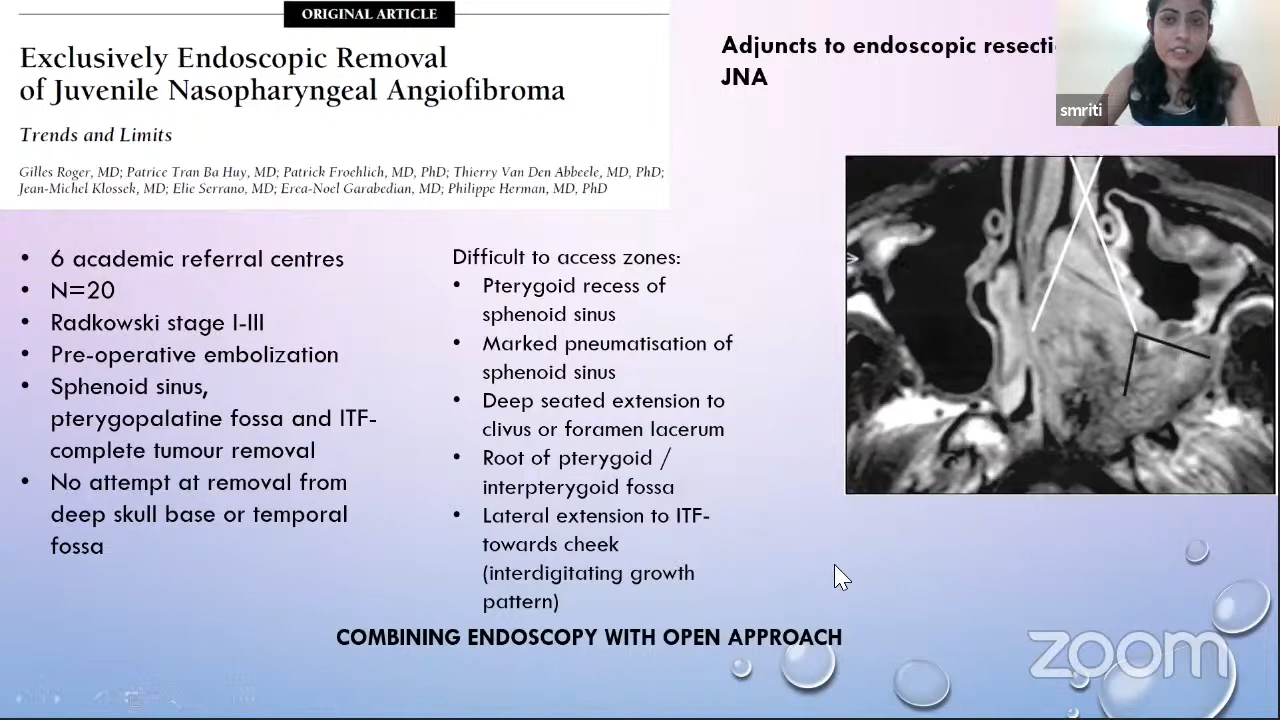 ORIGINAL ARTICLE
Exclusively Endoscopic Removal
of Juvenile Nasopharyngeal Angiofibroma
Trends and Limits
Gilles Roger, MD; Patrice Tran Ba Huy, MD; Patrick Froehlich, MD, PhD; Thierry Van Den Abbeele, MD, PhD;
Jean-Michel Klossek, MD; Elie Serrano, MD; Erea-Noel Garabedian, MD; Philippe Herman, MD, PhD
Adjuncts to endoscopic resecti
JNA
smriti
• 6 academic referral centres
• N=20
• Radkowski stage I-III
• Pre-operative embolization
• Sphenoid sinus,
pterygopalatine fossa and ITF-
complete tumour removal
• No attempt at removal from
deep skull base or temporal
fossa
Difficult to access zones:
• Pterygoid recess of
sphenoid sinus
• Marked pneumatisation of
sphenoid sinus
• Deep seated extension to
clivus or foramen lacerum
• Root of pterygoid /
interpterygoid fossa
• Lateral extension to ITF-
towards cheek
(interdigitating growth
pattern)
COMBINING ENDOSCOPY WITH OPEN APPROACH
zoom